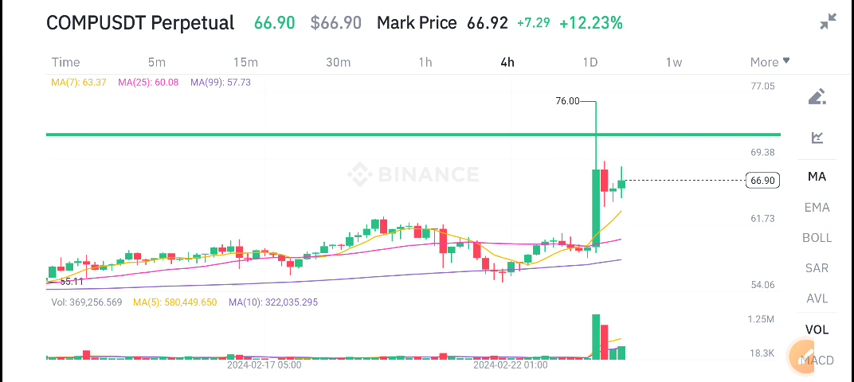 COMPUSDT Perpetual 66.90 $66.90 Mark Price 66.92 +7.29 +12.23%
Time 5m 15m 30m 1h 4h 1D 1w More
MA(7): 63.37 MA(25): 60.08 MA(99): 57.73
77.05
76.00
69.38
BINANCE
66.90
MA
EMA
61.73
BOLL
SAR
55.11
54.06
Vol: 369,256.569 MA(5): 580,449.650 MA(10): 322,035.295
AVL
1.25M
VOL
18.3K
MACD
2024-02-17 05:00 2024-02-22 01:00